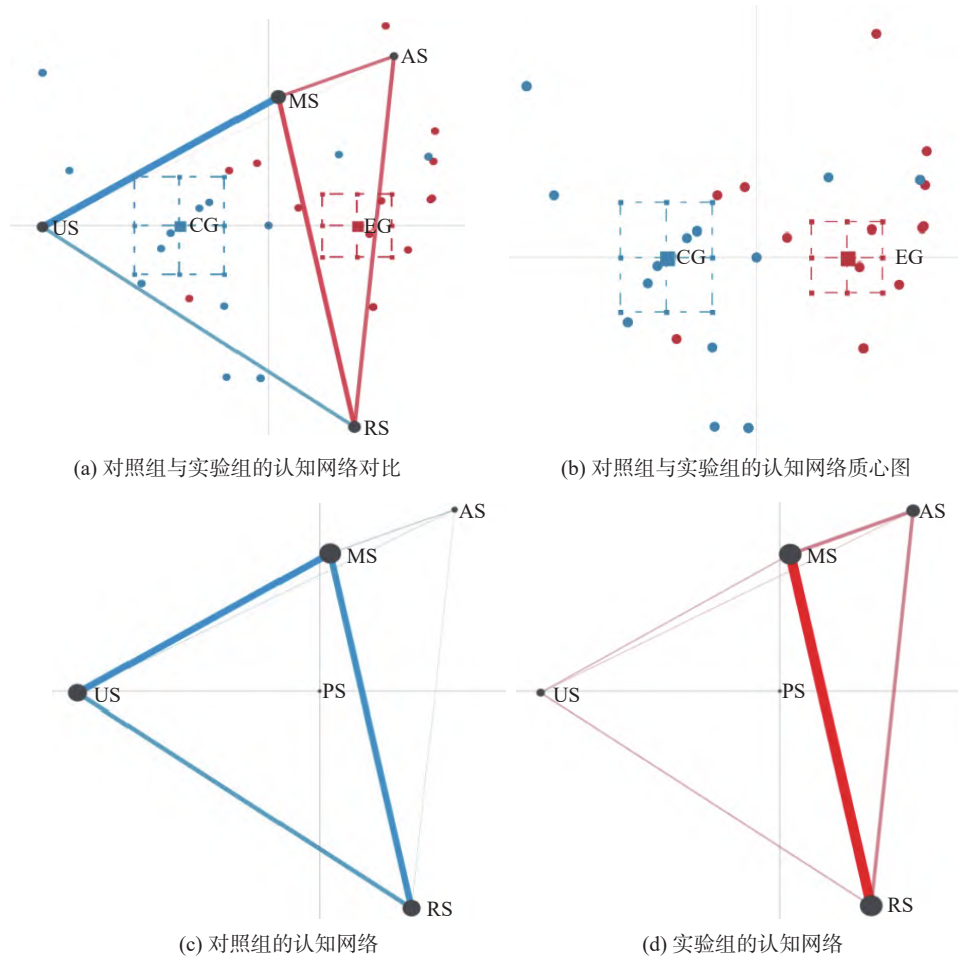 AS
MS
US
CG
EG
RS
(a) 对照组与实验组的认知网络对比
CG
EG
(b) 对照组与实验组的认知网络质心图
AS
MS
US
PS
RS
(c) 对照组的认知网络
AS
MS
US
PS
RS
(d) 实验组的认知网络